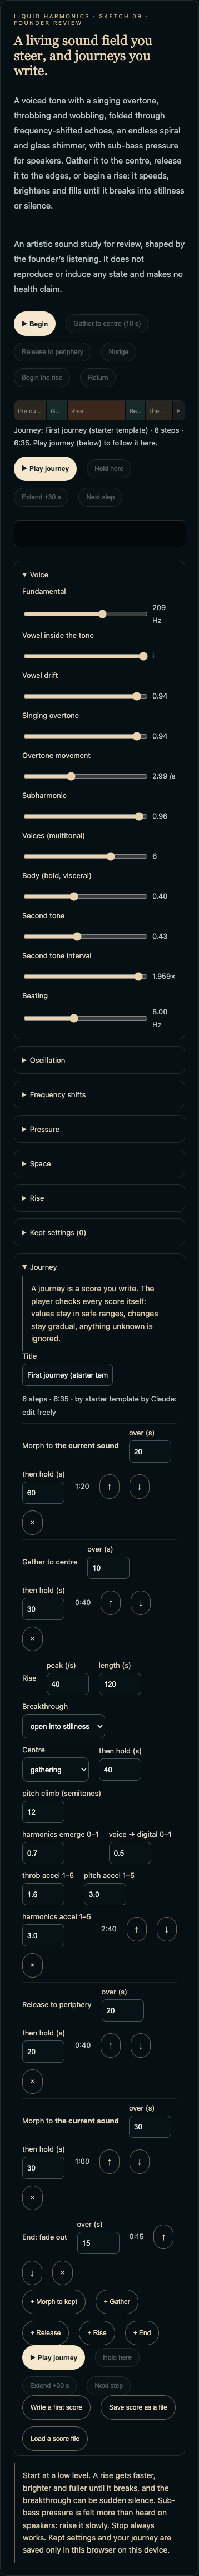 LIQUID HARMONICS · SKETCH 09 ·
FOUNDER REVIEW
A living sound field you
steer, and journeys you
write.
A voiced tone with a singing overtone,
throbbing and wobbling, folded through
frequency-shifted echoes, an endless spiral
and glass shimmer, with sub-bass pressure
for speakers. Gather it to the centre, release
it to the edges, or begin a rise: it speeds,
brightens and fills until it breaks into stillness
or silence.
An artistic sound study for review, shaped by
the founder's listening. It does not
reproduce or induce any state and makes no
health claim.
▶ Begin
Gather to centre (10 s)
Release to periphery
Nudge
Begin the rise
Return
the cu… G… Rise Re… the … E.
Journey: First journey (starter template) · 6 steps ·
6:35. Play journey (below) to follow it here.
▶ Play journey
Hold here
Extend +30 s
Next step
▼ Voice
Fundamental
209
Hz
Vowel inside the tone
i
Vowel drift
0.94
Singing overtone
0.94
Overtone movement
2.99 /s
Subharmonic
0.96
Voices (multitonal)
6
Body (bold, visceral)
0.40
Second tone
0.43
Second tone interval
1.959×
Beating
8.00
Hz
▶ Oscillation
▶ Frequency shifts
▶ Pressure
▶ Space
▶ Rise
▶ Kept settings (0)
▼ Journey
A journey is a score you write. The
player checks every score itself:
values stay in safe ranges, changes
stay gradual, anything unknown is
ignored.
Title
First journey (starter tem
6 steps · 6:35 · by starter template by Claude:
edit freely
Morph to the current sound
over (s)
20
then hold (s)
60
1:20
↑
↓
×
Gather to centre
over (s)
10
then hold (s)
30
0:40
↑
↓
×
Rise
peak (/s)
40
length (s)
120
Breakthrough
open into stillness
Centre
gathering
then hold (s)
40
pitch climb (semitones)
12
harmonics emerge 0–1
0.7
voice → digital 0–1
0.5
throb accel 1–5
1.6
pitch accel 1–5
3.0
harmonics accel 1–5
3.0
2:40
↑
↓
×
Release to periphery
over (s)
20
then hold (s)
20
0:40
↑
↓
×
Morph to the current sound
over (s)
30
then hold (s)
30
1:00
↑
↓
×
End: fade out
over (s)
15
0:15
↑
↓
×
+ Morph to kept
+ Gather
+ Release
+ Rise
+ End
▶ Play journey
Hold here
Extend +30 s
Next step
Write a first score
Save score as a file
Load a score file
Start at a low level. A rise gets faster,
brighter and fuller until it breaks, and the
breakthrough can be sudden silence. Sub-
bass pressure is felt more than heard on
speakers: raise it slowly. Stop always
works. Kept settings and your journey are
saved only in this browser on this device.